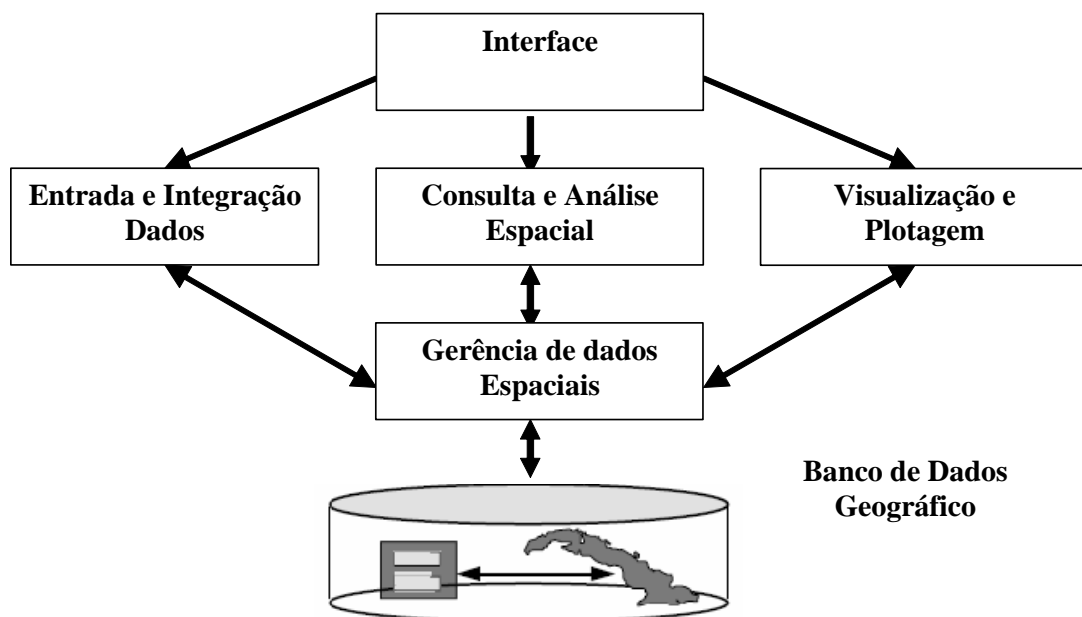 Interface
Entrada e Integração
Dados
Consulta e Análise
Espacial
Visualização e
Plotagem
Gerência de dados
Espaciais
Banco de Dados
Geográfico